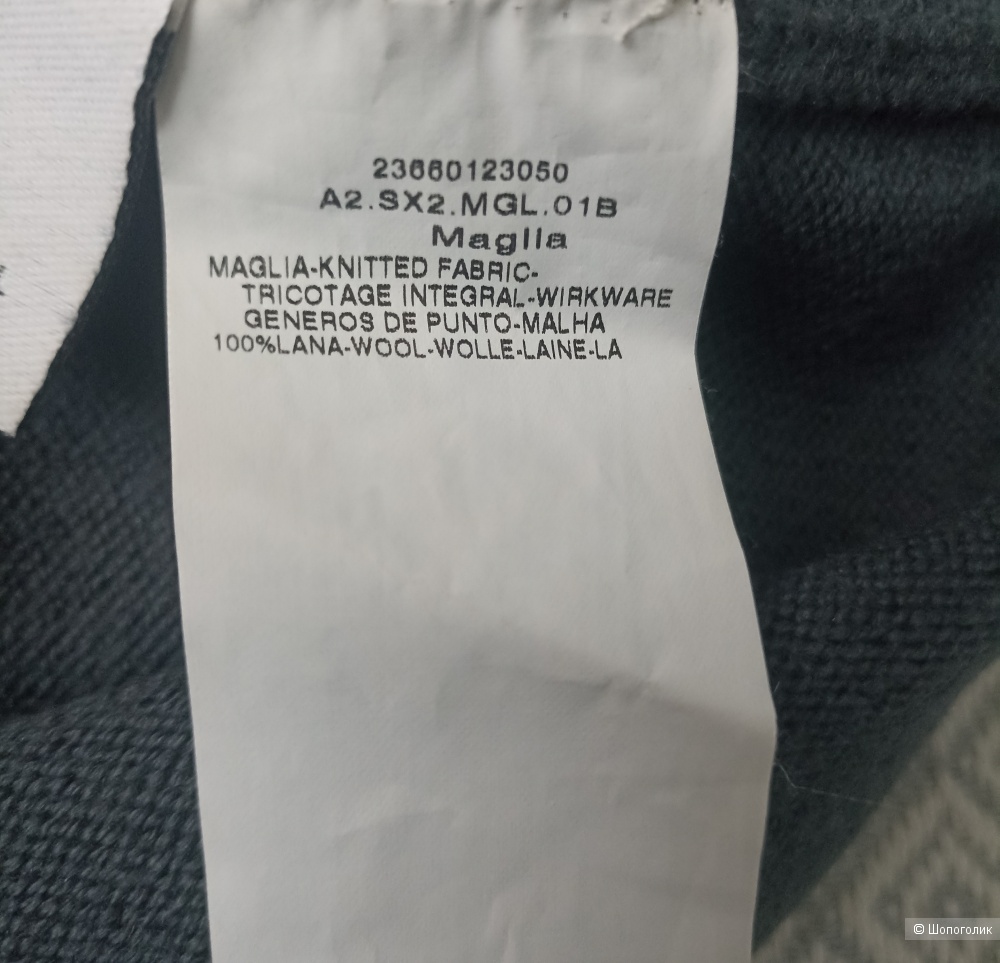 23660123050
A2.SX2.MGL.01B
Maglia
MAGLIA-KNITTED FABRIC-
TRICOTAGE INTEGRAL-WIRKWARE
GENEROS DE PUNTO-MALHA
100%LANA-WOOL-WOLLE-LAINE-LA
© Шопоголик